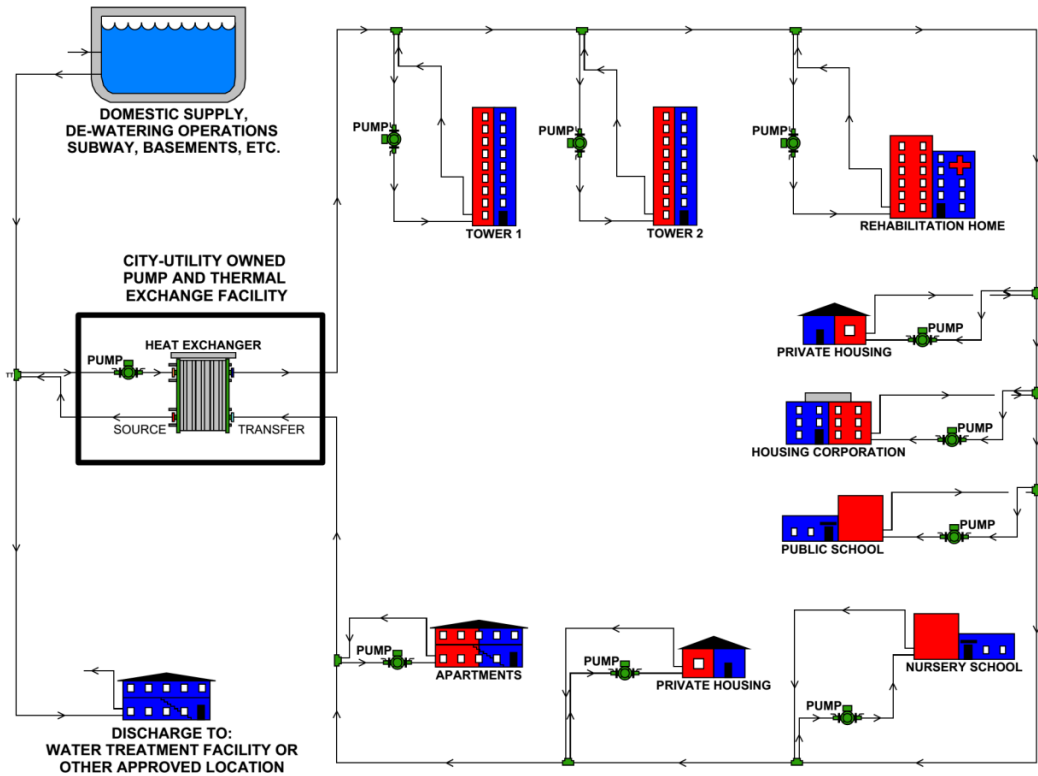 DOMESTIC SUPPLY,
DE-WATERING OPERATIONS
SUBWAY, BASEMENTS, ETC.
PUMP
TOWER 1
PUMP
TOWER 2
PUMP
REHABILITATION HOME
CITY-UTILITY OWNED
PUMP AND THERMAL
EXCHANGE FACILITY
HEAT EXCHANGER
PUMP
SOURCE
TRANSFER
PUMP
PRIVATE HOUSING
PUMP
HOUSING CORPORATION
PUMP
PUBLIC SCHOOL
PUMP
APARTMENTS
PUMP
PRIVATE HOUSING
NURSERY SCHOOL
PUMP
DISCHARGE TO:
WATER TREATMENT FACILITY OR
OTHER APPROVED LOCATION